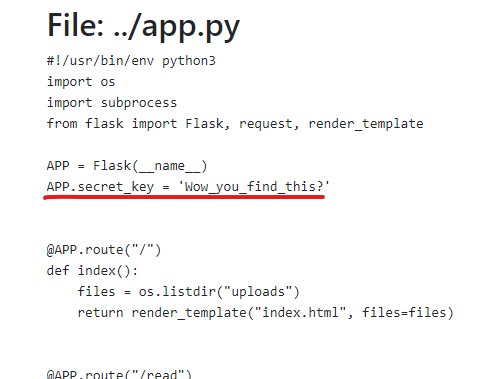 File: ../app.py
#!/usr/bin/env python3
import os
import subprocess
from flask import Flask, request, render_template
APP = Flask(__name__)
APP.secret_key = 'Wow_you_find_this?'
@APP.route("/")
def index():
    files = os.listdir("uploads")
    return render_template("index.html", files=files)
@APP.route("/read")